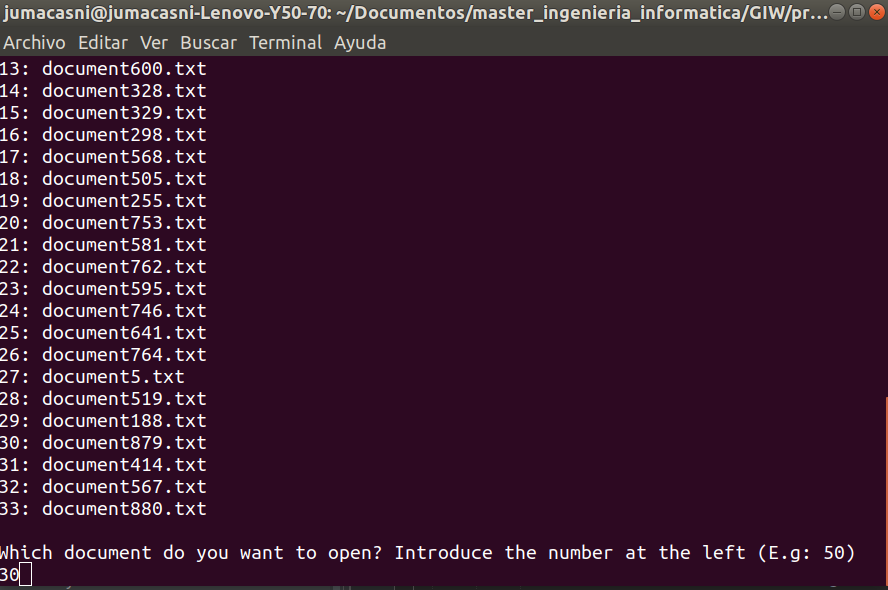 jumacasni@jumacasni-Lenovo-Y50-70: ~/Documentos/master_ingenieria_informatica/GIW/pr...
Archivo Editar Ver Buscar Terminal Ayuda
13: document600.txt
14: document328.txt
15: document329.txt
16: document298.txt
17: document568.txt
18: document505.txt
19: document255.txt
20: document753.txt
21: document581.txt
22: document762.txt
23: document595.txt
24: document746.txt
25: document641.txt
26: document764.txt
27: document5.txt
28: document519.txt
29: document188.txt
30: document879.txt
31: document414.txt
32: document567.txt
33: document880.txt
Which document do you want to open? Introduce the number at the left (E.g: 50)
30